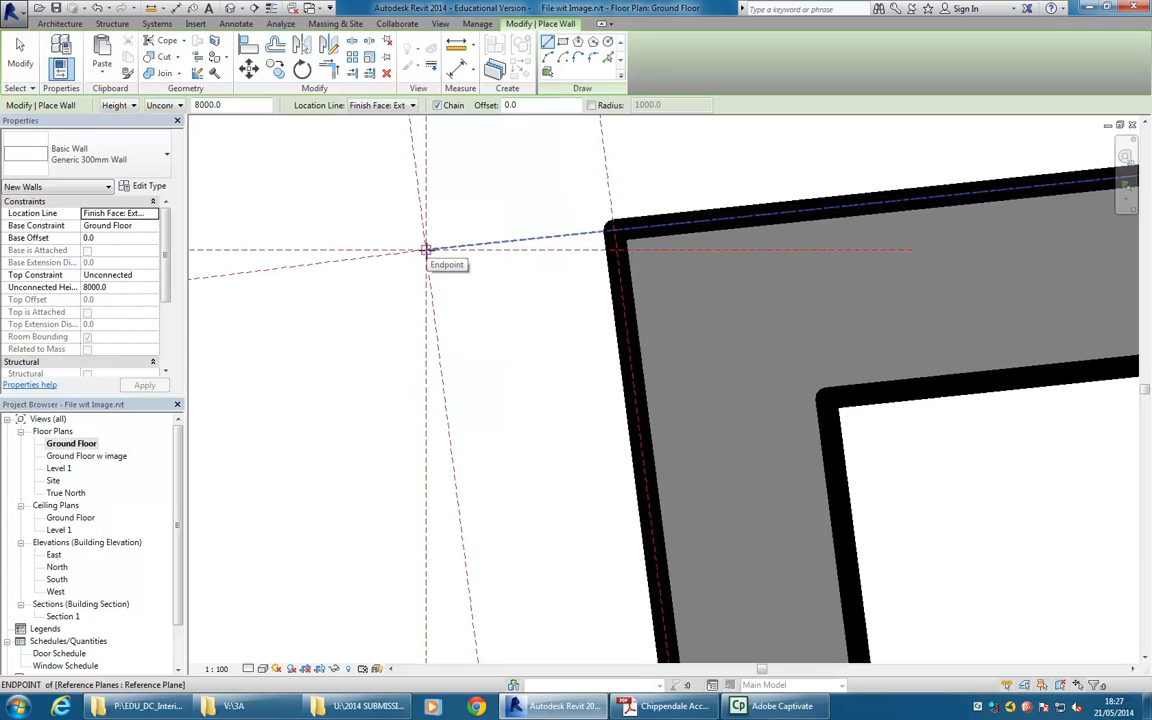 Autodesk Revit 2014 - Educational Version - File wit Image.rvt - Floor Plan: Ground Floor
Type a keyword or phrase
Sign In
Architecture Structure Systems Insert Annotate Analyze Massing & Site Collaborate View Manage Modify | Place Wall
Modify
Paste
Cope
Cut
Join
Select Properties Clipboard Geometry Modify View Measure Create Draw
Modify | Place Wall Height Unconr 8000.0 Location Line: Finish Face: Ext Chain Offset: 0.0 Radius: 1000.0
Properties
Basic Wall
Generic 300mm Wall
New Walls Edit Type
Constraints
Location Line Finish Face: Ext...
Base Constraint Ground Floor
Base Offset 0.0
Base is Attached
Base Extension Dis... 0.0
Top Constraint Unconnected
Unconnected Hei... 8000.0
Top Offset 0.0
Top is Attached
Top Extension Dis... 0.0
Room Bounding
Related to Mass
Structural
Structural
Properties help Apply
Project Browser - File wit Image.rvt
Views (all)
Floor Plans
Ground Floor
Ground Floor w image
Level 1
Site
True North
Ceiling Plans
Ground Floor
Level 1
Elevations (Building Elevation)
East
North
South
West
Sections (Building Section)
Section 1
Legends
Schedules/Quantities
Door Schedule
Window Schedule
Endpoint
1 : 100
ENDPOINT of [Reference Planes : Reference Plane]
:0
Main Model
:0
P:\EDU_DC_Interi...
V:\3A
U:\2014 SUBMISSI...
Autodesk Revit 20...
Chippendale Acc...
Adobe Captivate
18:27
21/05/2014